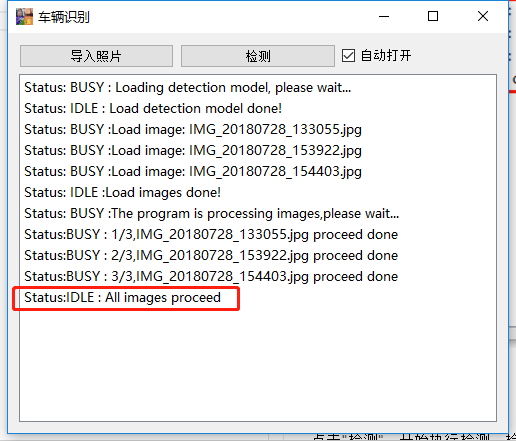 车辆识别
导入照片 检测 自动打开
Status: BUSY : Loading detection model, please wait...
Status: IDLE : Load detection model done!
Status: BUSY :Load image: IMG_20180728_133055.jpg
Status: BUSY :Load image: IMG_20180728_153922.jpg
Status: BUSY :Load image: IMG_20180728_154403.jpg
Status: IDLE :Load images done!
Status: BUSY :The program is processing images,please wait...
Status:BUSY : 1/3,IMG_20180728_133055.jpg proceed done
Status:BUSY : 2/3,IMG_20180728_153922.jpg proceed done
Status:BUSY : 3/3,IMG_20180728_154403.jpg proceed done
Status:IDLE : All images proceed